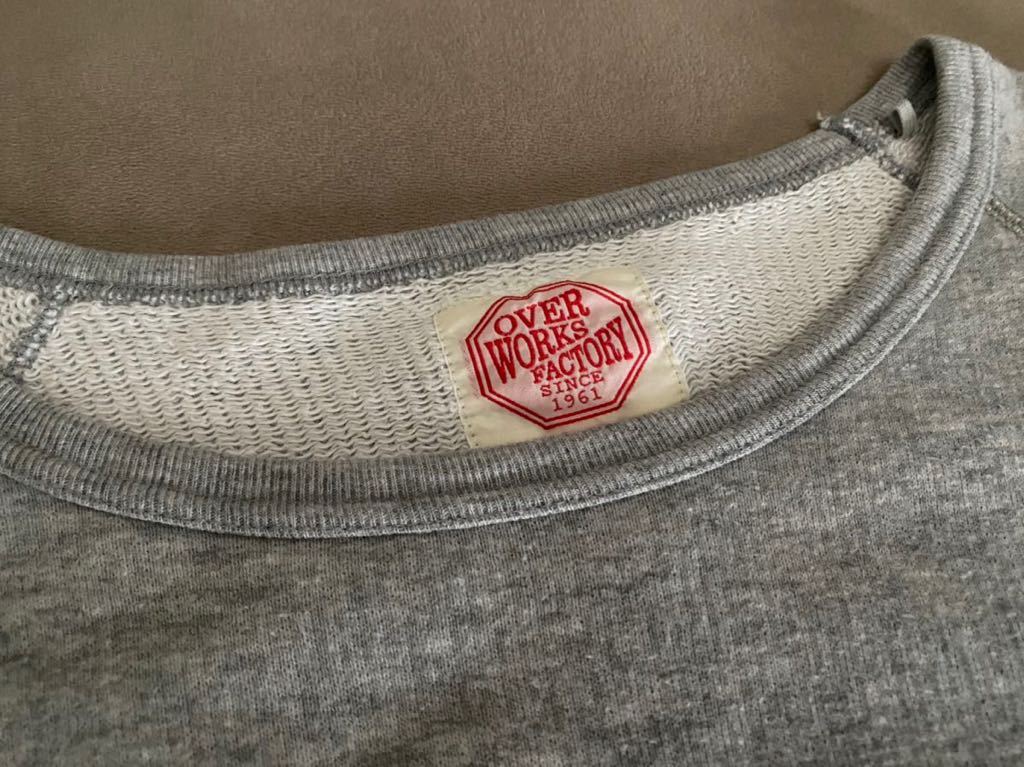 OVER
WORKS
FACTORY
SINCE
1961